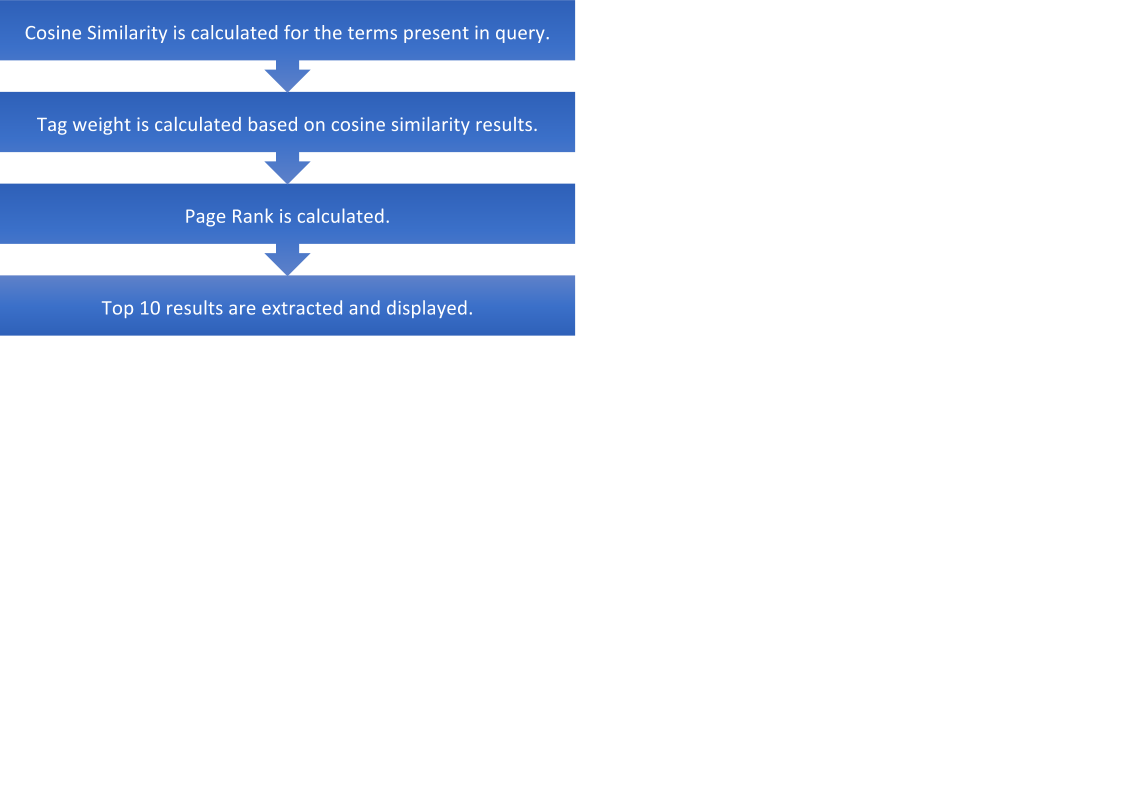 Cosine Similarity is calculated for the terms present in query.
Tag weight is calculated based on cosine similarity results.
Page Rank is calculated.
Top 10 results are extracted and displayed.